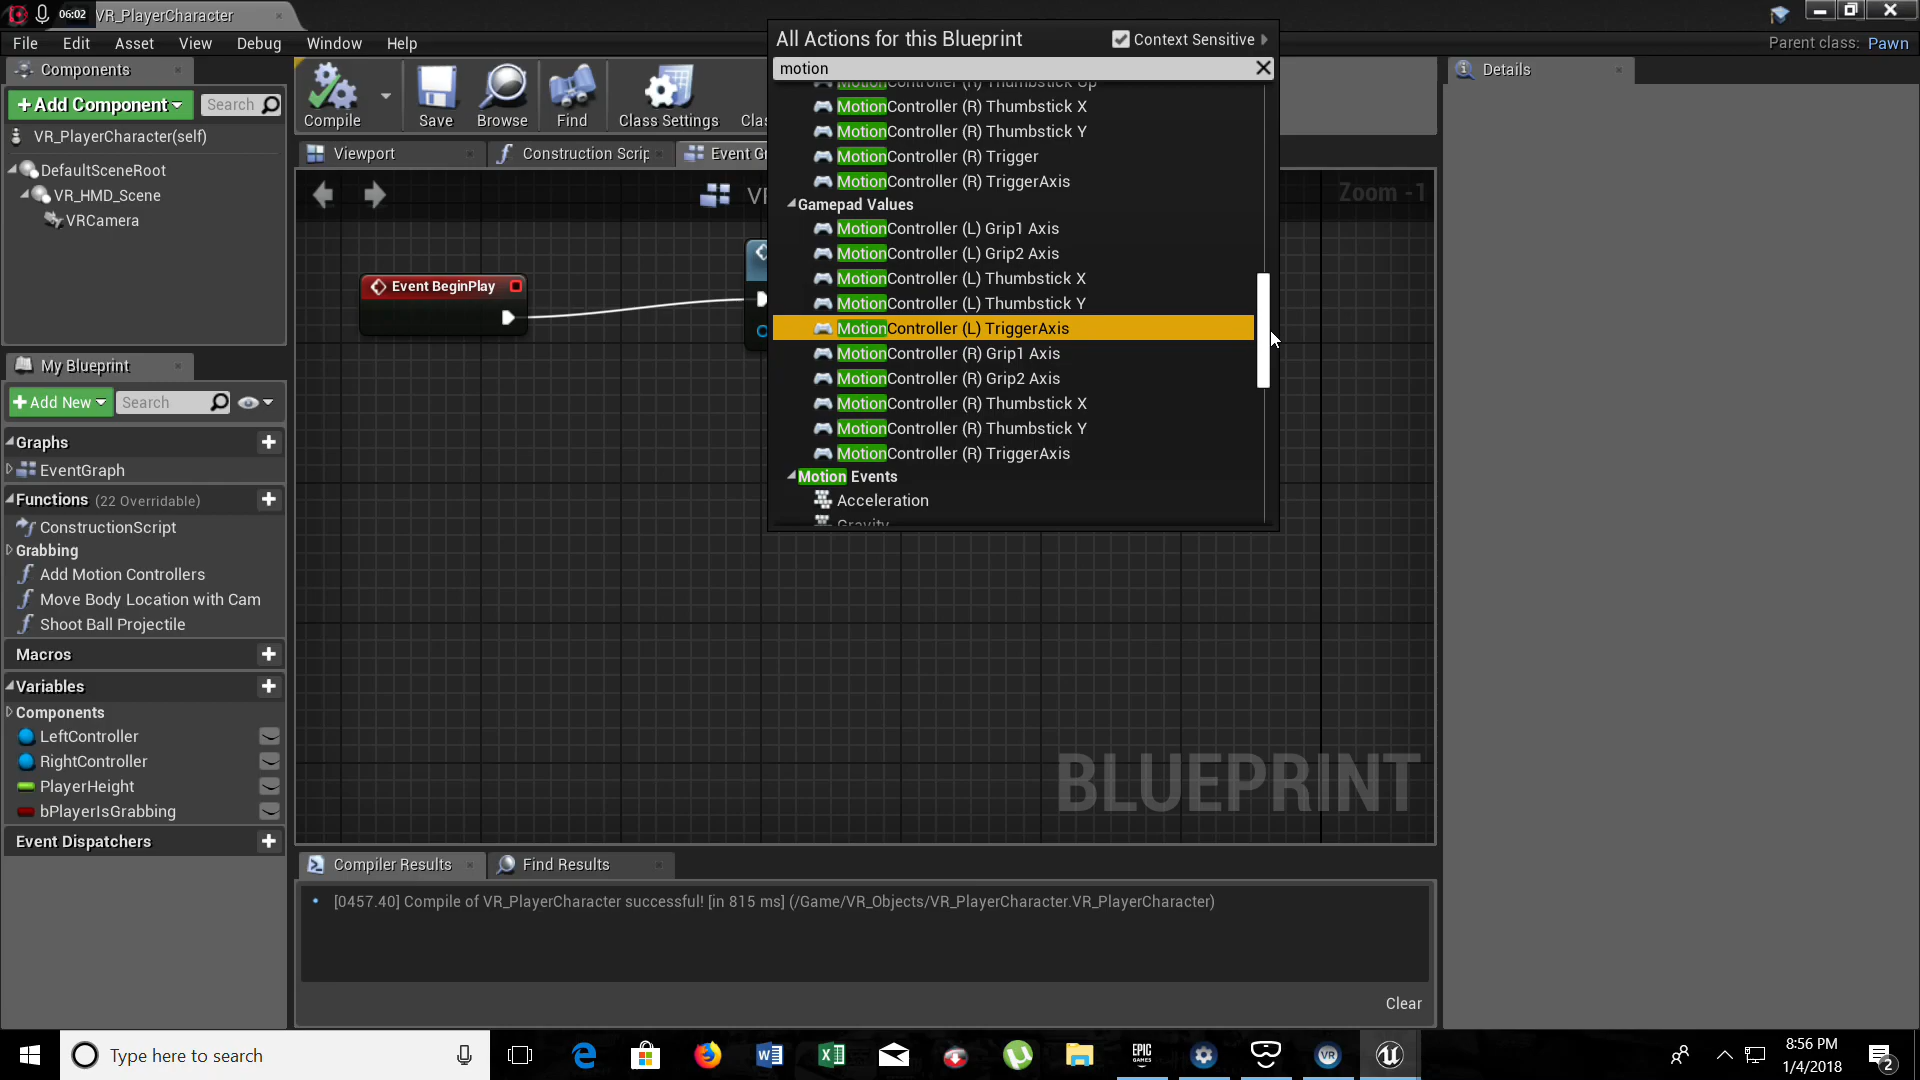 06:02 VR_PlayerCharacter
File Edit Asset View Debug Window Help
Parent class: Pawn
Components
+Add Component
Search
VR_PlayerCharacter(self)
DefaultSceneRoot
VR_HMD_Scene
VRCamera
Compile Save Browse Find Class Settings Clas
Viewport Construction Scrip Event Gr
VR
Zoom -1
Event BeginPlay
All Actions for this Blueprint
Context Sensitive
motion
MotionController (R) Thumbstick Up
MotionController (R) Thumbstick X
MotionController (R) Thumbstick Y
MotionController (R) Trigger
MotionController (R) TriggerAxis
Gamepad Values
MotionController (L) Grip1 Axis
MotionController (L) Grip2 Axis
MotionController (L) Thumbstick X
MotionController (L) Thumbstick Y
MotionController (L) TriggerAxis
MotionController (R) Grip1 Axis
MotionController (R) Grip2 Axis
MotionController (R) Thumbstick X
MotionController (R) Thumbstick Y
MotionController (R) TriggerAxis
Motion Events
Acceleration
Gravity
Details
My Blueprint
+Add New
Search
Graphs
EventGraph
Functions (22 Overridable)
ConstructionScript
Grabbing
Add Motion Controllers
Move Body Location with Cam
Shoot Ball Projectile
Macros
Variables
Components
LeftController
RightController
PlayerHeight
bPlayerIsGrabbing
Event Dispatchers
BLUEPRINT
Compiler Results Find Results
[0457.40] Compile of VR_PlayerCharacter successful! [in 815 ms] (/Game/VR_Objects/VR_PlayerCharacter.VR_PlayerCharacter)
Clear
Type here to search
EPIC GAMES
VR
8:56 PM
1/4/2018
2